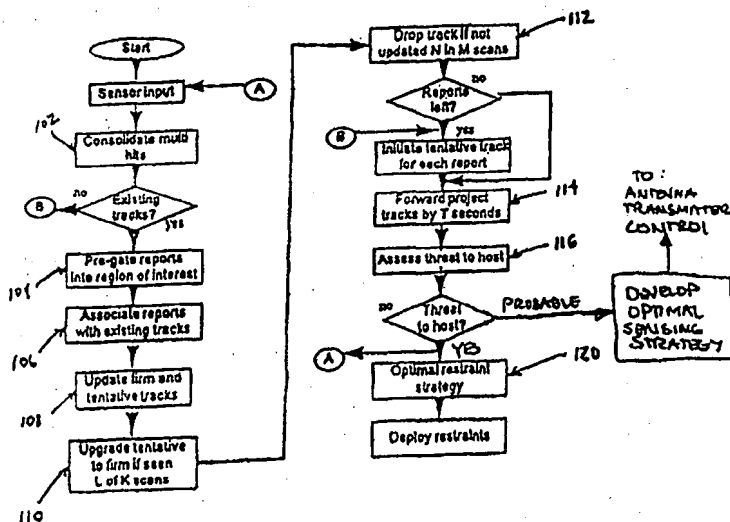 Start
Sensor input
A
102
Consolidate multi
hits
no
Existing
tracks?
B
yes
Pre-gate reports
into region of interest
104
Associate reports
with existing tracks
106
Update firm and
tentative tracks
108
Upgrade tentative
to firm if seen
L of K scans
110
Drop track if not
updated N in M scans
112
no
Reports
left?
B
yes
Initiate tentative track
for each report
Forward project
tracks by T seconds
114
Assess threat to host
116
no
Threat
to host?
PROBABLE
A
YES
Optimal restraint
strategy
120
Deploy restraints
TO:
ANTENNA
TRANSMATER
CONTROL
DEVELOP
OPTIMAL
SENSING
STRATEGY